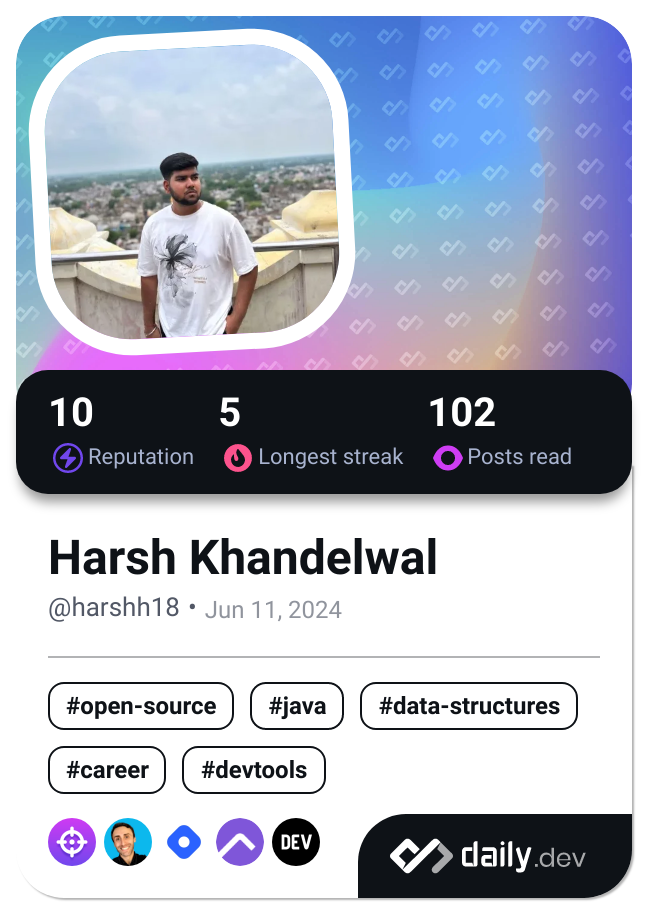 10 5 102
Reputation Longest streak Posts read
Harsh Khandelwal
@harshh18 • Jun 11, 2024
#open-source #java #data-structures
#career #devtools
DEV
daily.dev